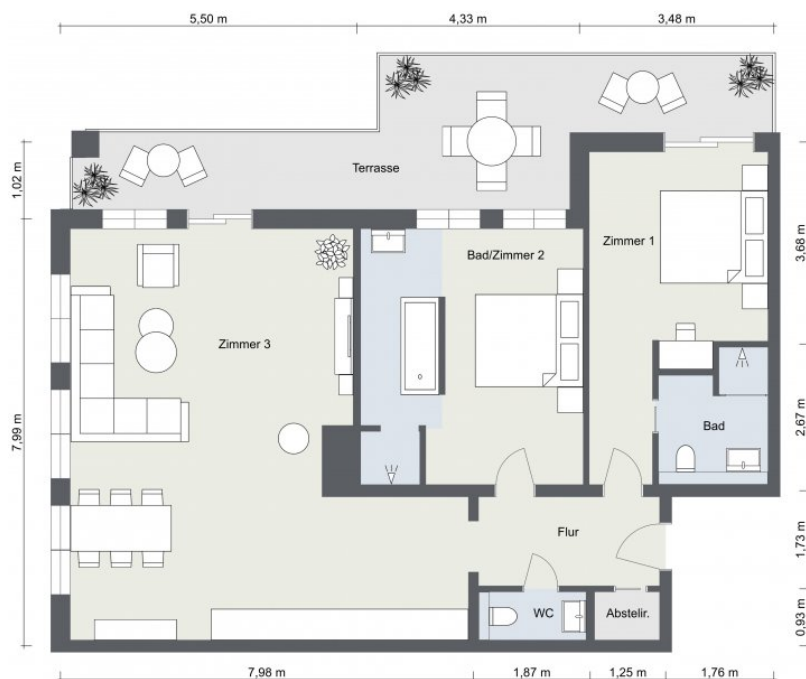 5,50 m
4,33 m
3,48 m
1,02 m
Terrasse
3,68 m
Zimmer 1
Bad/Zimmer 2
Zimmer 3
7,99 m
2,67 m
Bad
1,73 m
Flur
WC
Abstelir.
0,93 m
7,98 m
1,87 m
1,25 m
1,76 m